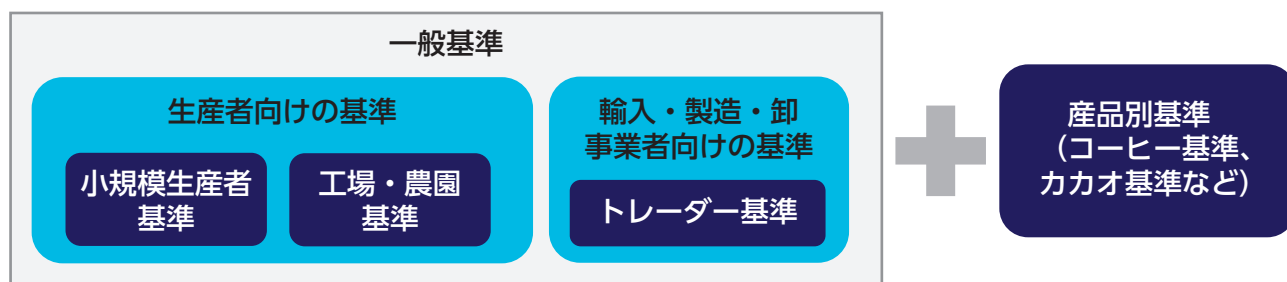 一般基準
生産者向けの基準
小規模生産者
基準
工場・農園
基準
輸入・製造・卸
事業者向けの基準
トレーダー基準
産品別基準
（コーヒー基準、
カカオ基準など）